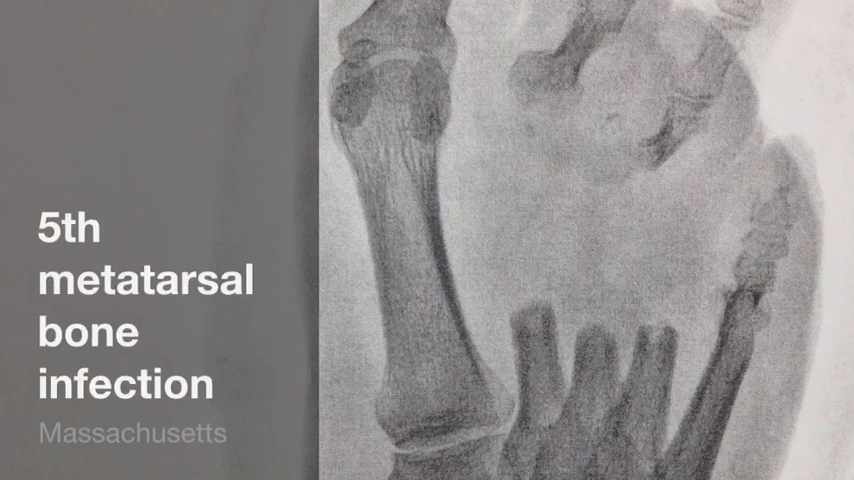 5th
metatarsal
bone
infection
Massachusetts